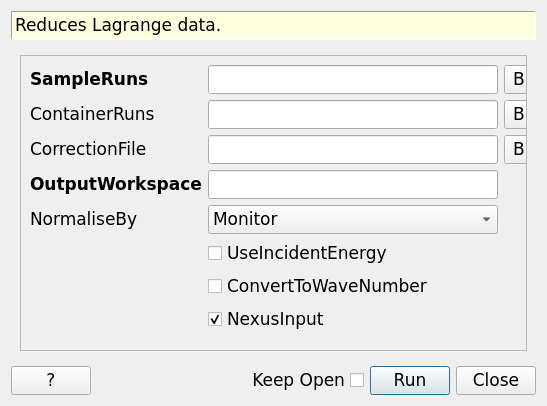 Reduces Lagrange data.
SampleRuns
B
ContainerRuns
B
CorrectionFile
B
OutputWorkspace
NormaliseBy Monitor
UseIncidentEnergy
ConvertToWaveNumber
NexusInput
? Keep Open Run Close